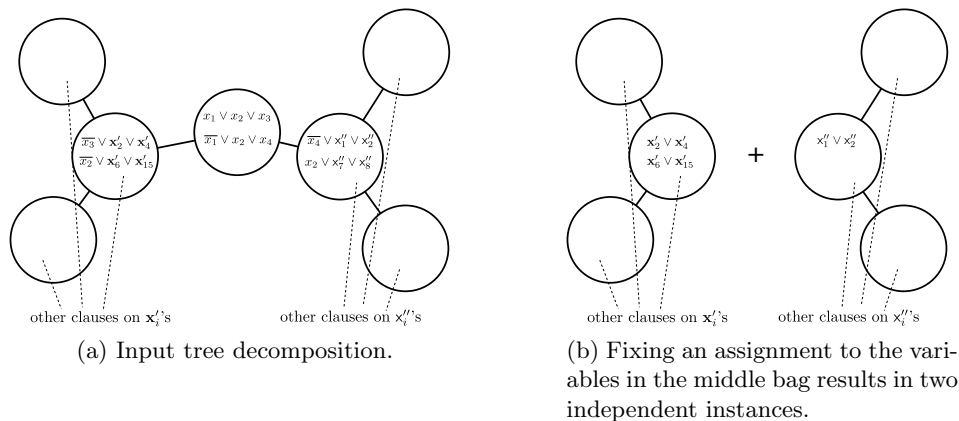 x₁ ∨ x₂ ∨ x₃
x̅₁ ∨ x₂ ∨ x₄
x̅₃ ∨ 𝐱′₂ ∨ 𝐱′₄
x̅₂ ∨ 𝐱′₆ ∨ 𝐱′₁₅
x̅₄ ∨ x″₁ ∨ x″₂
x₂ ∨ x″₇ ∨ x″₈
other clauses on 𝐱′ᵢ's
other clauses on x″ᵢ's
(a) Input tree decomposition.
𝐱′₂ ∨ 𝐱′₄
𝐱′₆ ∨ 𝐱′₁₅
+
x″₁ ∨ x″₂
other clauses on 𝐱′ᵢ's
other clauses on x″ᵢ's
(b) Fixing an assignment to the vari-
ables in the middle bag results in two
independent instances.